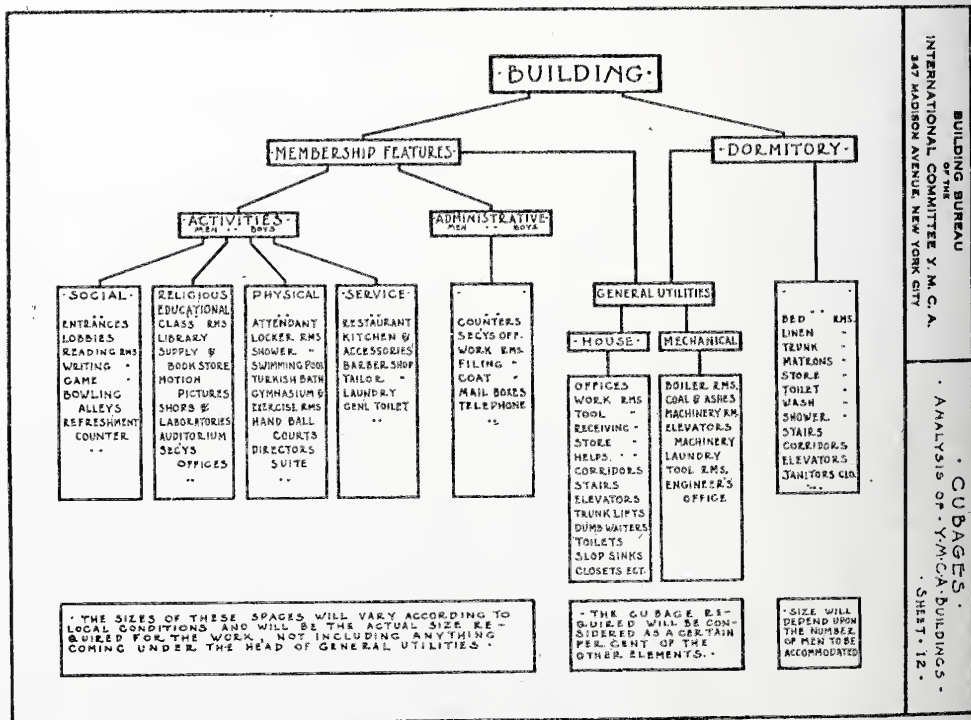 · BUILDING ·
· MEMBERSHIP FEATURES
· DORMITORY ·
· ACTIVITIES ·
MEN ·· BOYS
· ADMINISTRATIVE ·
MEN ·· BOYS
· SOCIAL ·
··
ENTRANCES
LOBBIES
READING RMS
WRITING "
GAME "
BOWLING
ALLEYS
REFRESHMENT
COUNTER
··
RELIGIOUS
EDUCATIONAL
CLASS RMS
LIBRARY
SUPPLY &
BOOK STORE
MOTION
PICTURES
SHOPS &
LABORATORIES
AUDITORIUM
SECYS
OFFICES
··
PHYSICAL
··
ATTENDANT
LOCKER RMS
SHOWER "
SWIMMING POOL
TURKISH BATH
GYMNASIUM &
EXERCISE RMS
HAND BALL
COURTS
DIRECTORS
SUITE
··
· SERVICE ·
··
RESTAURANT
KITCHEN &
ACCESSORIES
BARBER SHOP
TAILOR "
LAUNDRY
GENL TOILET
··
COUNTERS
SECYS OFF.
WORK RMS
FILING "
COAT "
MAIL BOXES
TELEPHONE
··
GENERAL UTILITIES
· HOUSE ·
OFFICES
WORK RMS
TOOL "
RECEIVING "
STORE "
HELPS. " "
CORRIDORS
STAIRS
ELEVATORS
TRUNK LIFTS
DUMB WAITERS
TOILETS
SLOP SINKS
CLOSETS ECT.
MECHANICAL
BOILER RMS.
COAL & ASHES
MACHINERY RM.
ELEVATORS
MACHINERY
LAUNDRY
TOOL RMS.
ENGINEER'S
OFFICE
BED RMS.
LINEN "
TRUNK "
MATRONS "
STORE "
TOILET "
WASH "
SHOWER "
STAIRS
CORRIDORS
ELEVATORS
JANITORS CLO.
· THE SIZES OF THESE SPACES WILL VARY ACCORDING TO
LOCAL CONDITIONS AND WILL BE THE ACTUAL SIZE RE-
QUIRED FOR THE WORK, NOT INCLUDING ANYTHING
COMING UNDER THE HEAD OF GENERAL UTILITIES ·
· THE CUBAGE RE-
QUIRED WILL BE CON-
SIDERED AS A CERTAIN
PER CENT OF THE
OTHER ELEMENTS. ·
· SIZE WILL
DEPEND UPON
THE NUMBER
OF MEN TO BE
ACCOMMODATED
BUILDING BUREAU
OF THE
INTERNATIONAL COMMITTEE Y. M. C. A.
347 MADISON AVENUE, NEW YORK CITY
· CUBAGES ·
· ANALYSIS OF · Y·M·C·A· BUILDINGS ·
· SHEET · 12 ·